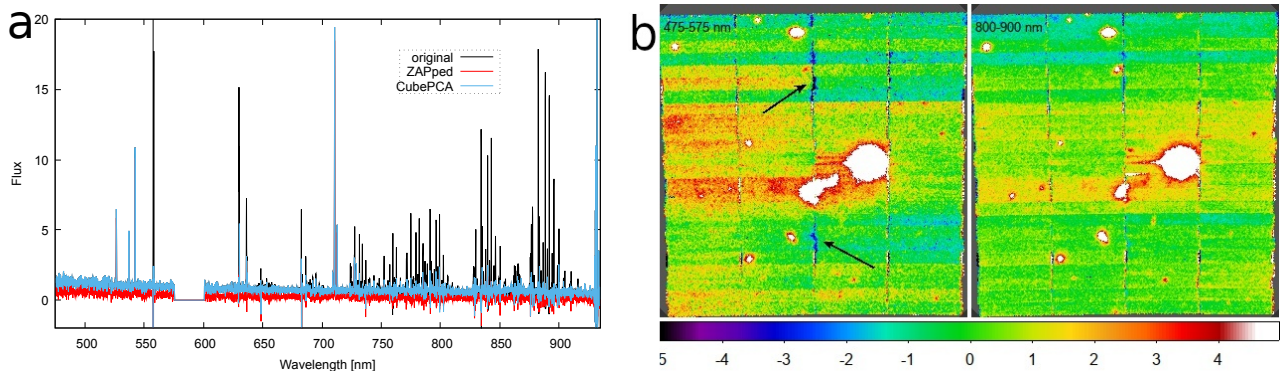 a
20
15
10
5
0
Flux
original
ZAPped
CubePCA
500 550 600 650 700 750 800 850 900
Wavelength [nm]
b
475-575 nm
800-900 nm
5 -4 -3 -2 -1 0 1 2 3 4